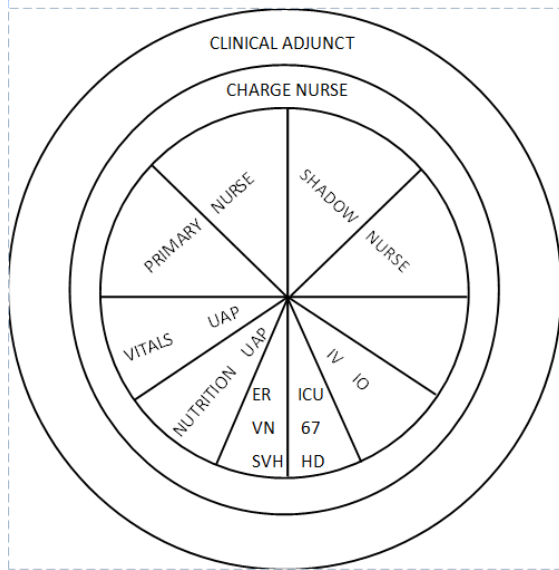 CLINICAL ADJUNCT
CHARGE NURSE
PRIMARY NURSE
SHADOW NURSE
VITALS UAP
NUTRITION UAP
ER
VN
SVH
ICU
67
HD
IV IO